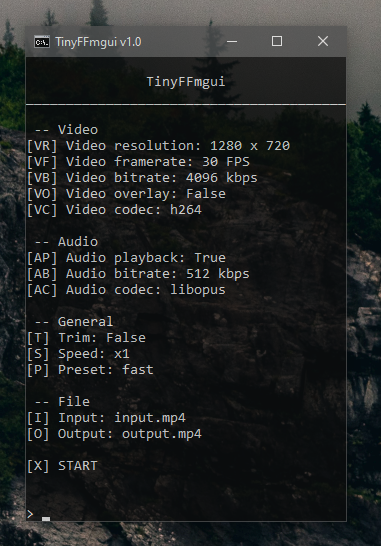 TinyFFmgui v1.0
TinyFFmgui
-- Video
[VR] Video resolution: 1280 x 720
[VF] Video framerate: 30 FPS
[VB] Video bitrate: 4096 kbps
[VO] Video overlay: False
[VC] Video codec: h264
-- Audio
[AP] Audio playback: True
[AB] Audio bitrate: 512 kbps
[AC] Audio codec: libopus
-- General
[T] Trim: False
[S] Speed: x1
[P] Preset: fast
-- File
[I] Input: input.mp4
[O] Output: output.mp4
[X] START
> _